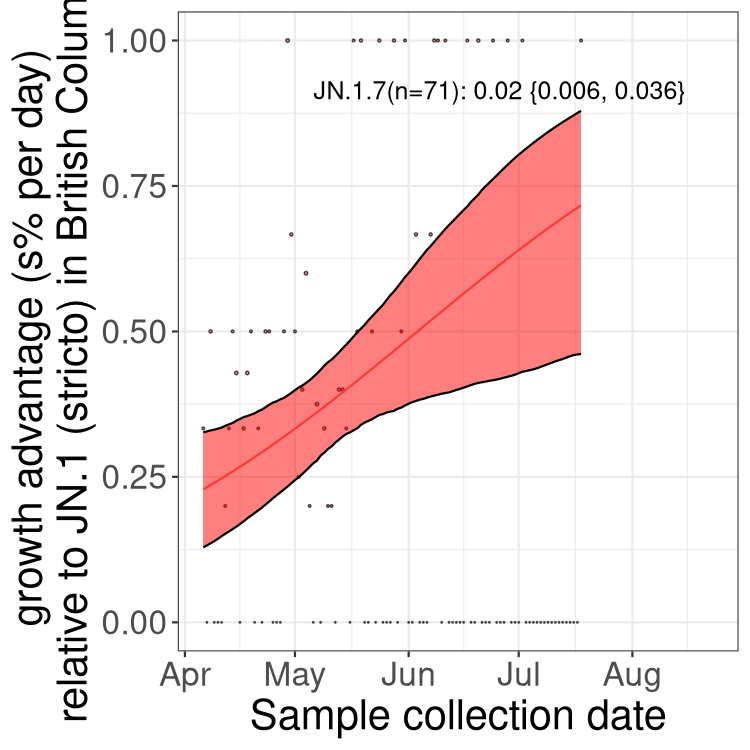 growth advantage (s% per day)
relative to JN.1 (stricto) in British Colum
1.00
0.75
0.50
0.25
0.00
JN.1.7(n=71): 0.02 {0.006, 0.036}
Apr May Jun Jul Aug
Sample collection date